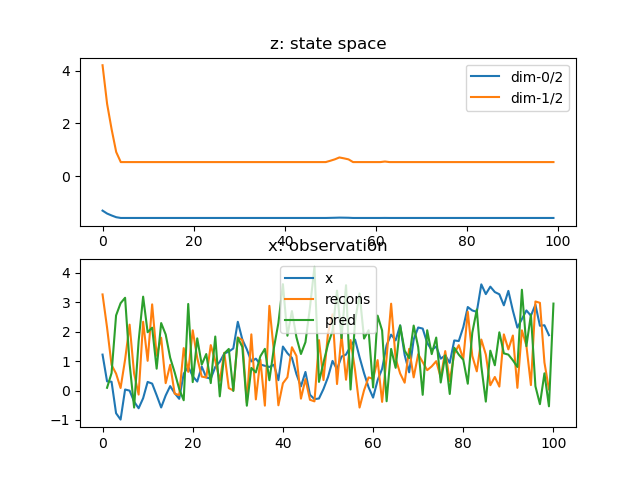 z: state space
4
2
0
dim-0/2
dim-1/2
0 20 40 60 80 100
x: observation
4
3
2
1
0
−1
x
recons
pred
0 20 40 60 80 100